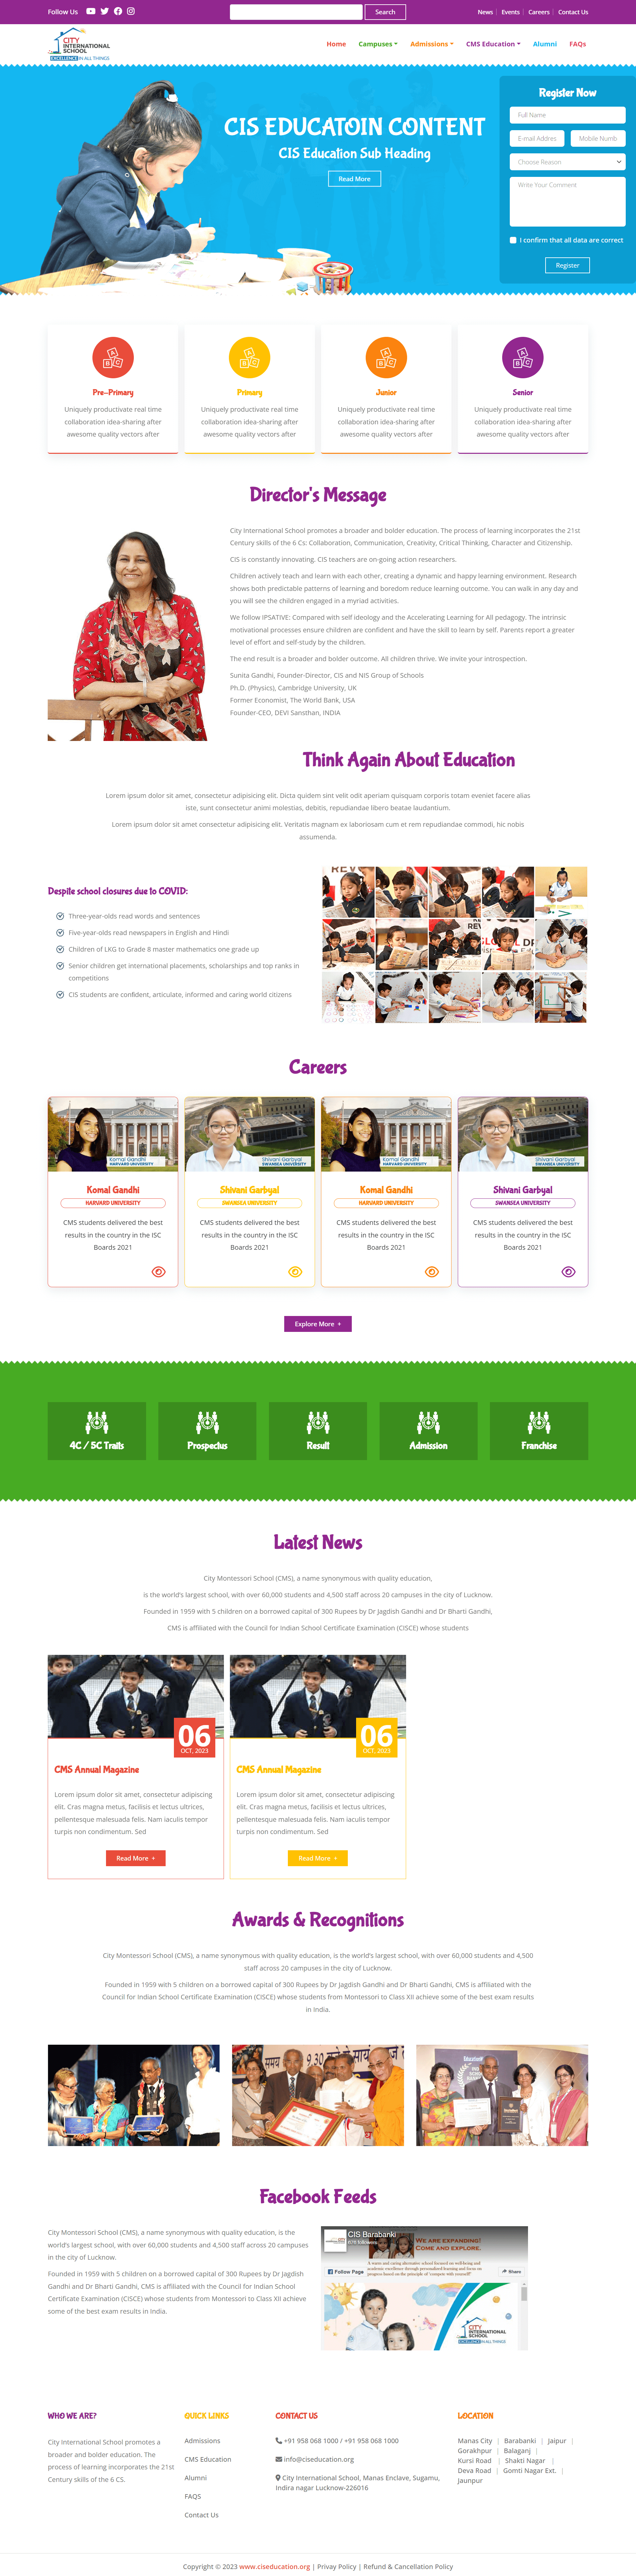 Follow Us
Search
News
Events
Careers
Contact Us
CITY
INTERNATIONAL
SCHOOL
EXCELLENCE IN ALL THINGS
Home
Campuses
Admissions
CMS Education
Alumni
FAQs
CIS EDUCATOIN CONTENT
CIS Education Sub Heading
Read More
Register Now
Full Name
E-mail Addres
Mobile Numb
Choose Reason
Write Your Comment
I confirm that all data are correct
Register
Pre-Primary
Uniquely productivate real time
collaboration idea-sharing after
awesome quality vectors after
Primary
Uniquely productivate real time
collaboration idea-sharing after
awesome quality vectors after
Junior
Uniquely productivate real time
collaboration idea-sharing after
awesome quality vectors after
Senior
Uniquely productivate real time
collaboration idea-sharing after
awesome quality vectors after
Director's Message
City International School promotes a broader and bolder education. The process of learning incorporates the 21st
Century skills of the 6 Cs: Collaboration, Communication, Creativity, Critical Thinking, Character and Citizenship.
CIS is constantly innovating. CIS teachers are on-going action researchers.
Children actively teach and learn with each other, creating a dynamic and happy learning environment. Research
shows both predictable patterns of learning and boredom reduce learning outcome. You can walk in any day and
you will see the children engaged in a myriad activities.
We follow IPSATIVE: Compared with self ideology and the Accelerating Learning for All pedagogy. The intrinsic
motivational processes ensure children are confident and have the skill to learn by self. Parents report a greater
level of effort and self-study by the children.
The end result is a broader and bolder outcome. All children thrive. We invite your introspection.
Sunita Gandhi, Founder-Director, CIS and NIS Group of Schools
Ph.D. (Physics), Cambridge University, UK
Former Economist, The World Bank, USA
Founder-CEO, DEVI Sansthan, INDIA
Think Again About Education
Lorem ipsum dolor sit amet, consectetur adipisicing elit. Dicta quidem sint velit odit aperiam quisquam corporis totam eveniet facere alias
iste, sunt consectetur animi molestias, debitis, repudiandae libero beatae laudantium.
Lorem ipsum dolor sit amet consectetur adipisicing elit. Veritatis magnam ex laboriosam cum et rem repudiandae commodi, hic nobis
assumenda.
Despite school closures due to COVID:
Three-year-olds read words and sentences
Five-year-olds read newspapers in English and Hindi
Children of LKG to Grade 8 master mathematics one grade up
Senior children get international placements, scholarships and top ranks in
competitions
CIS students are confident, articulate, informed and caring world citizens
Careers
Komal Gandhi
HARVARD UNIVERSITY
Shivani Garbyal
SWANSEA UNIVERSITY
Komal Gandhi
HARVARD UNIVERSITY
Shivani Garbyal
SWANSEA UNIVERSITY
Komal Gandhi
HARVARD UNIVERSITY
CMS students delivered the best
results in the country in the ISC
Boards 2021
Shivani Garbyal
SWANSEA UNIVERSITY
CMS students delivered the best
results in the country in the ISC
Boards 2021
Komal Gandhi
HARVARD UNIVERSITY
CMS students delivered the best
results in the country in the ISC
Boards 2021
Shivani Garbyal
SWANSEA UNIVERSITY
CMS students delivered the best
results in the country in the ISC
Boards 2021
Explore More +
4C / 5C Traits
Prospectus
Result
Admission
Franchise
Latest News
City Montessori School (CMS), a name synonymous with quality education,
is the world's largest school, with over 60,000 students and 4,500 staff across 20 campuses in the city of Lucknow.
Founded in 1959 with 5 children on a borrowed capital of 300 Rupees by Dr Jagdish Gandhi and Dr Bharti Gandhi,
CMS is affiliated with the Council for Indian School Certificate Examination (CISCE) whose students
06
OCT, 2023
CMS Annual Magazine
Lorem ipsum dolor sit amet, consectetur adipiscing
elit. Cras magna metus, facilisis et lectus ultrices,
pellentesque malesuada felis. Nam iaculis tempor
turpis non condimentum. Sed
Read More +
06
OCT, 2023
CMS Annual Magazine
Lorem ipsum dolor sit amet, consectetur adipiscing
elit. Cras magna metus, facilisis et lectus ultrices,
pellentesque malesuada felis. Nam iaculis tempor
turpis non condimentum. Sed
Read More +
Awards & Recognitions
City Montessori School (CMS), a name synonymous with quality education, is the world's largest school, with over 60,000 students and 4,500
staff across 20 campuses in the city of Lucknow.
Founded in 1959 with 5 children on a borrowed capital of 300 Rupees by Dr Jagdish Gandhi and Dr Bharti Gandhi, CMS is affiliated with the
Council for Indian School Certificate Examination (CISCE) whose students from Montessori to Class XII achieve some of the best exam results
in India.
Facebook Feeds
City Montessori School (CMS), a name synonymous with quality education, is the
world's largest school, with over 60,000 students and 4,500 staff across 20 campuses
in the city of Lucknow.
Founded in 1959 with 5 children on a borrowed capital of 300 Rupees by Dr Jagdish
Gandhi and Dr Bharti Gandhi, CMS is affiliated with the Council for Indian School
Certificate Examination (CISCE) whose students from Montessori to Class XII achieve
some of the best exam results in India.
CIS Barabanki
WE ARE EXPANDING!
COME AND EXPLORE.
Follow Page
Share
CITY
INTERNATIONAL
SCHOOL
EXCELLENCE IN ALL THINGS
WHO WE ARE?
City International School promotes a
broader and bolder education. The
process of learning incorporates the 21st
Century skills of the 6 CS.
QUICK LINKS
Admissions
CMS Education
Alumni
FAQS
Contact Us
CONTACT US
+91 958 068 1000 / +91 958 068 1000
info@ciseducation.org
City International School, Manas Enclave, Sugamu,
Indira nagar Lucknow-226016
LOCATION
Manas City | Barabanki | Jaipur |
Gorakhpur | Balaganj |
Kursi Road | Shakti Nagar |
Deva Road | Gomti Nagar Ext. |
Jaunpur
Copyright © 2023 www.ciseducation.org | Privay Policy | Refund & Cancellation Policy